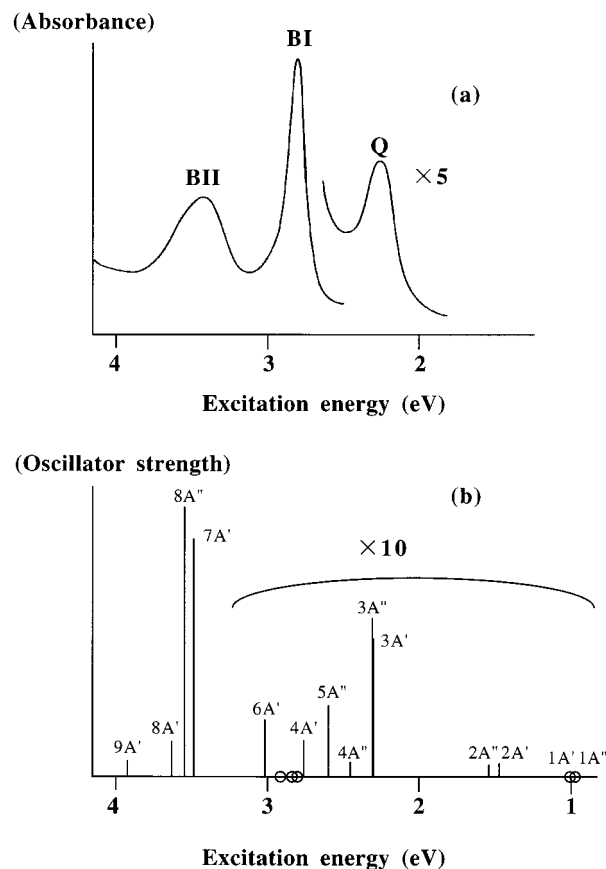 (Absorbance)
BI
(a)
Q
× 5
BII
4 3 2
Excitation energy (eV)
(Oscillator strength)
8A" (b)
7A'
× 10
3A"
3A'
5A"
6A'
4A'
8A'
9A' 4A" 2A" 2A' 1A' 1A"
4 3 2 1
Excitation energy (eV)